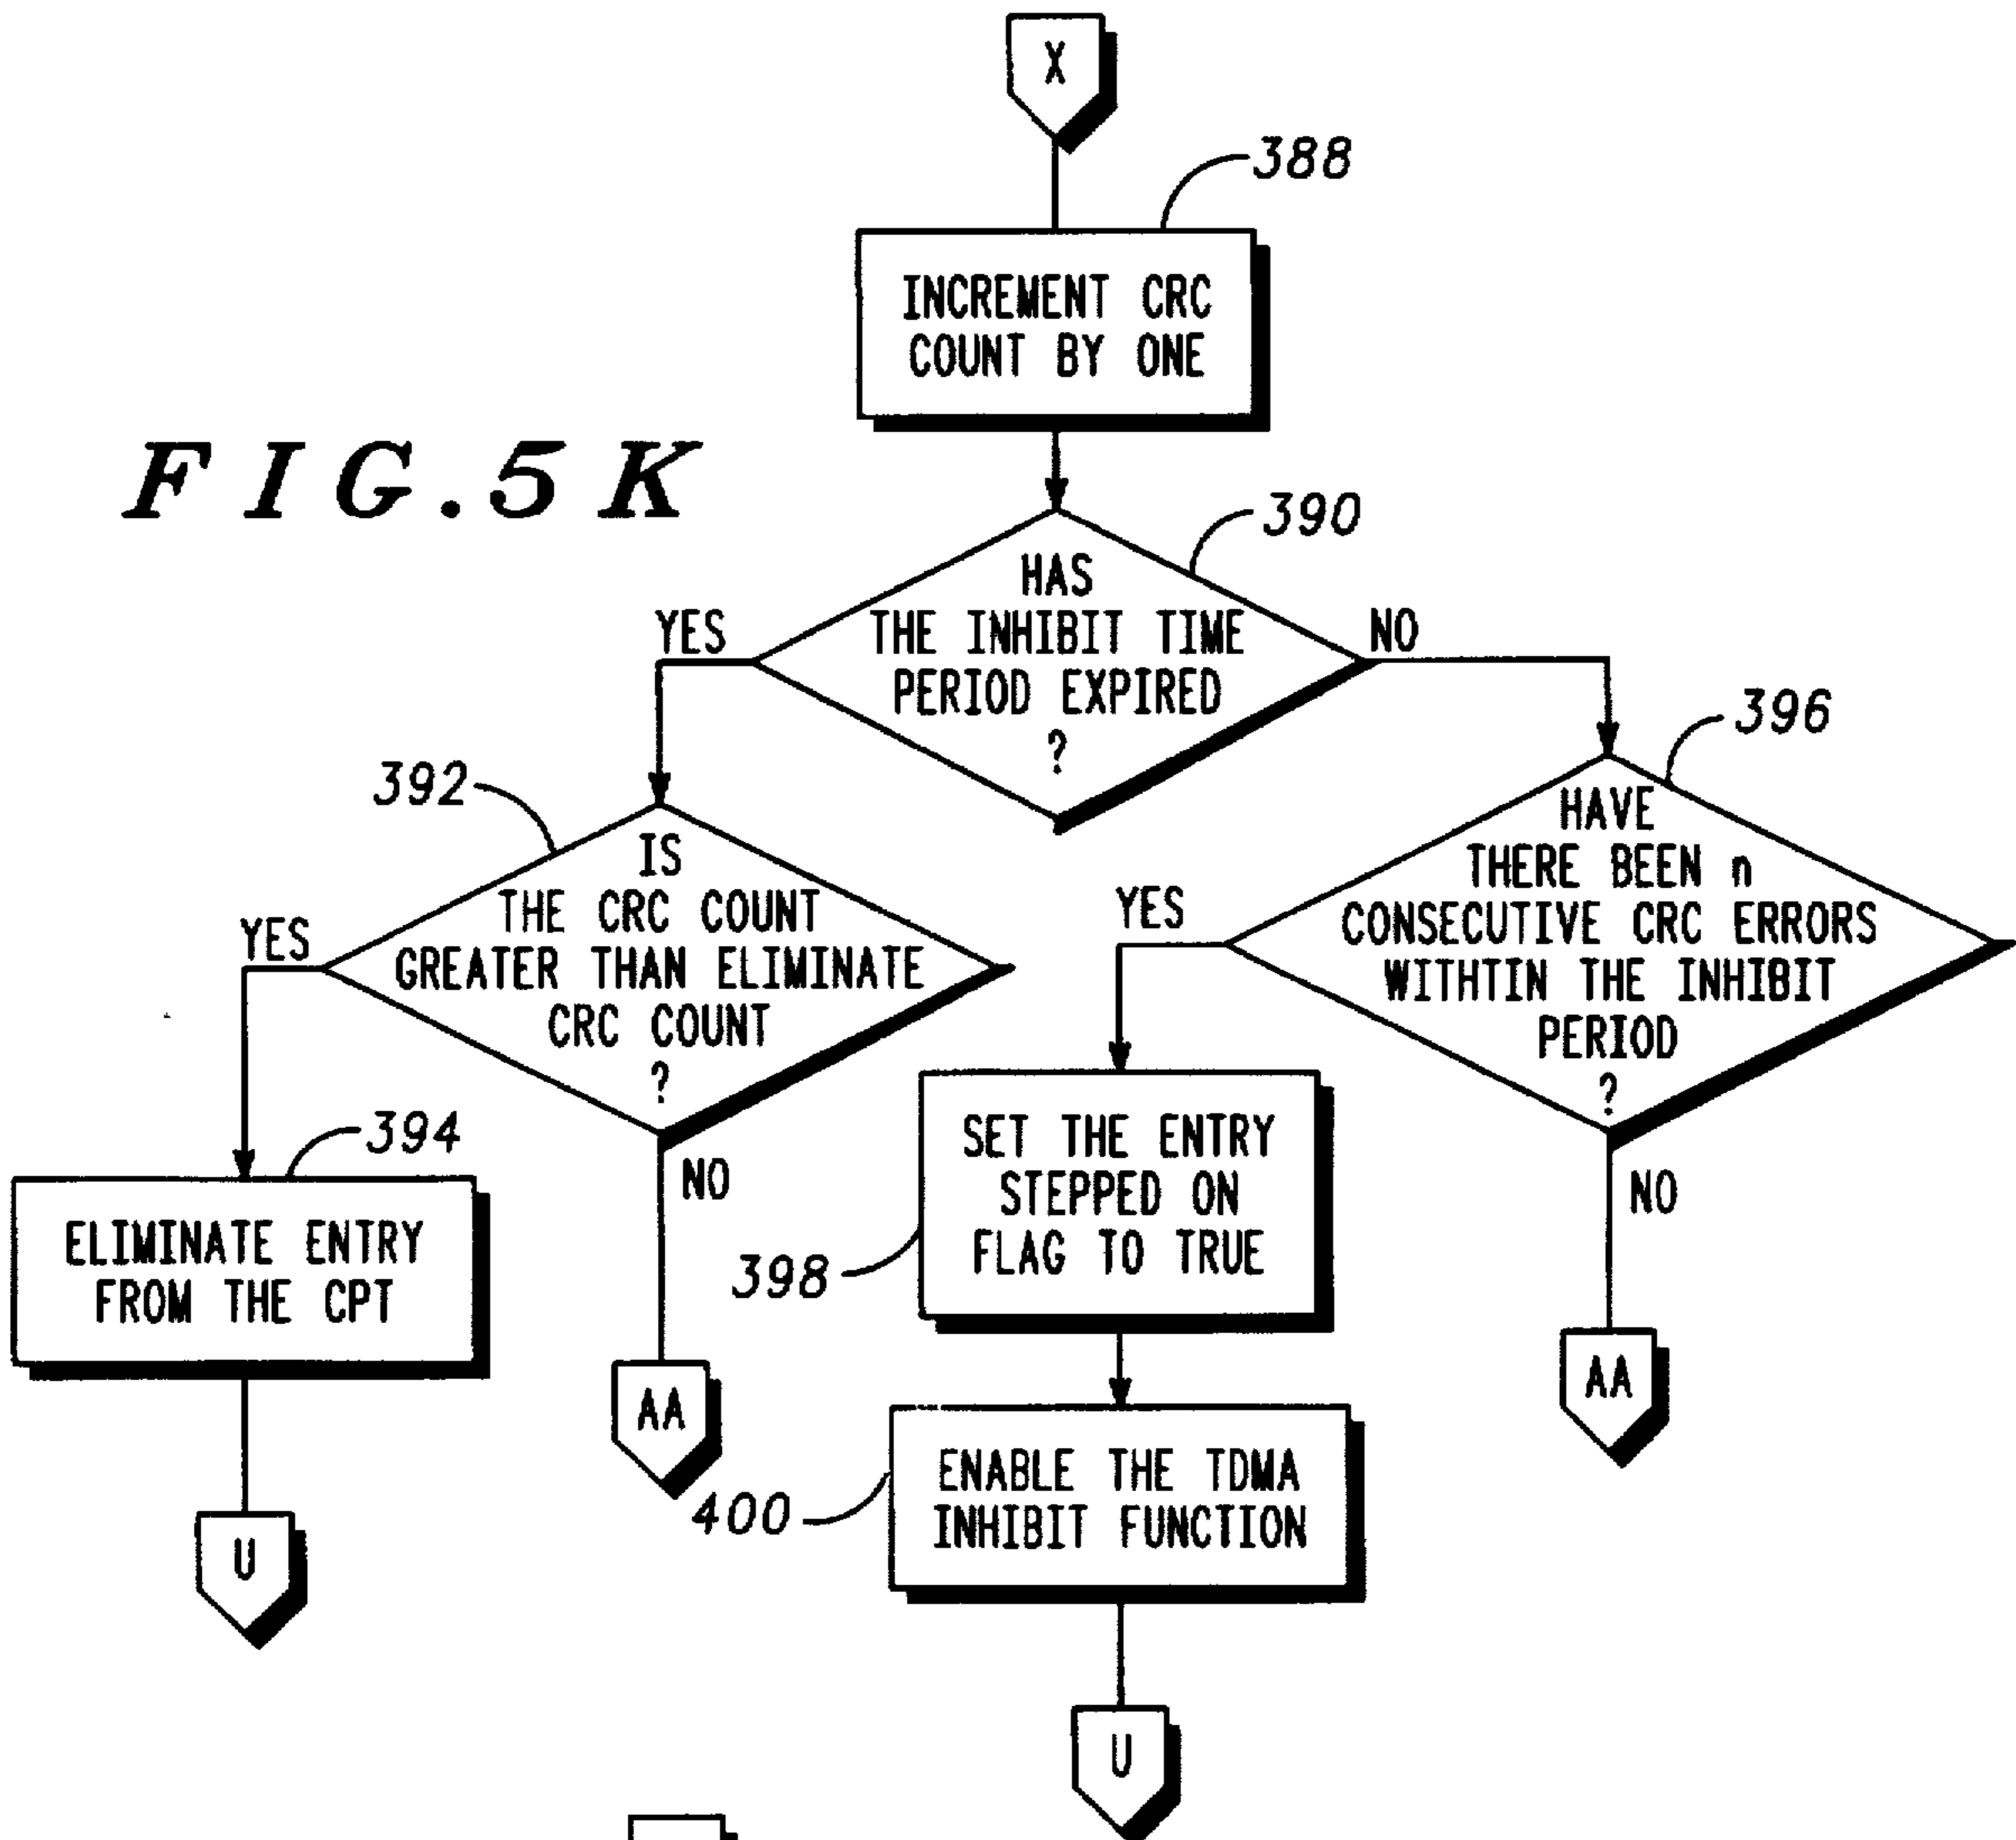 X
388
INCREMENT CRC
COUNT BY ONE
FIG.5K
390
HAS
THE INHIBIT TIME
PERIOD EXPIRED
?
YES
NO
392
IS
THE CRC COUNT
GREATER THAN ELIMINATE
CRC COUNT
?
YES
NO
396
HAVE
THERE BEEN n
CONSECUTIVE CRC ERRORS
WITHTIN THE INHIBIT
PERIOD
?
YES
NO
394
ELIMINATE ENTRY
FROM THE CPT
U
AA
398
SET THE ENTRY
STEPPED ON
FLAG TO TRUE
400
ENABLE THE TDMA
INHIBIT FUNCTION
U
AA